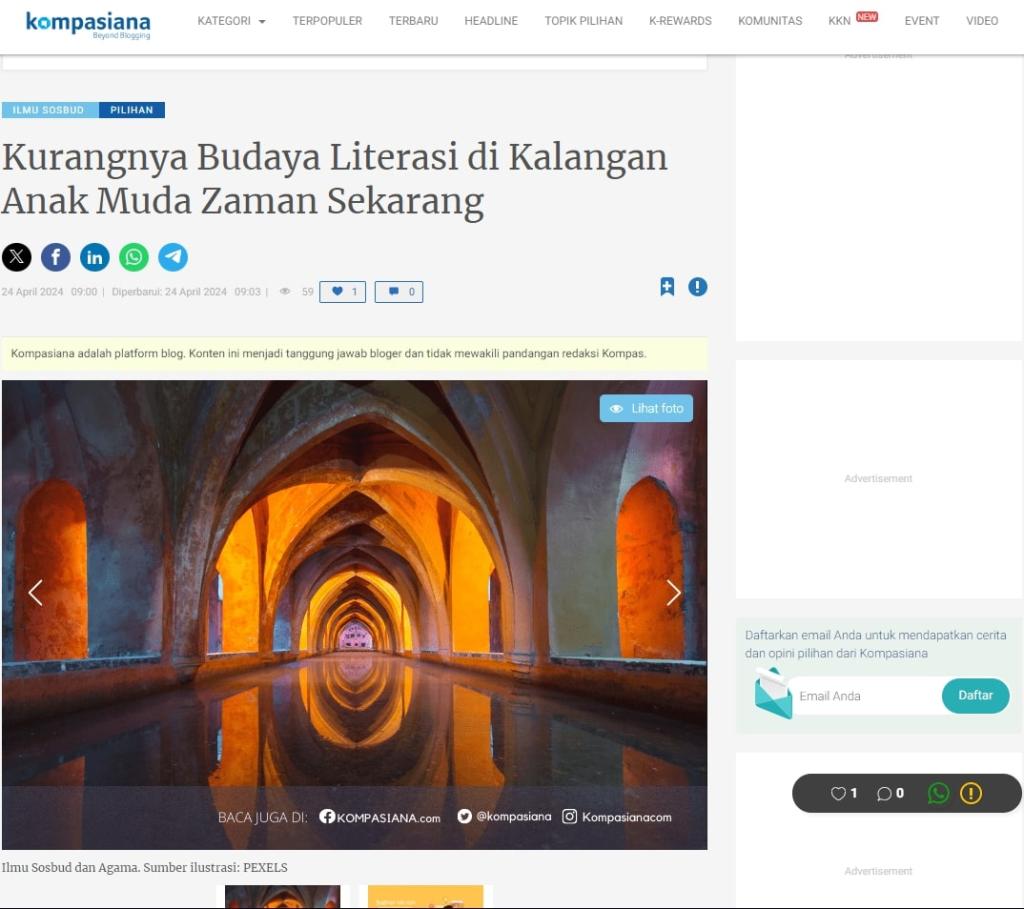 kompasiana
Beyond Blogging
KATEGORI
TERPOPULER
TERBARU
HEADLINE
TOPIK PILIHAN
K-REWARDS
KOMUNITAS
KKN NEW
EVENT
VIDEO
Advertisement
ILMU SOSBUD PILIHAN
Kurangnya Budaya Literasi di Kalangan
Anak Muda Zaman Sekarang
24 April 2024 09:00 | Diperbarui: 24 April 2024 09:03 | 59 1 0
Kompasiana adalah platform blog. Konten ini menjadi tanggung jawab bloger dan tidak mewakili pandangan redaksi Kompas.
Lihat foto
BACA JUGA DI: KOMPASIANA.com @kompasiana Kompasianacom
Ilmu Sosbud dan Agama. Sumber ilustrasi: PEXELS
Advertisement
Daftarkan email Anda untuk mendapatkan cerita
dan opini pilihan dari Kompasiana
Email Anda
Daftar
1 0
Advertisement